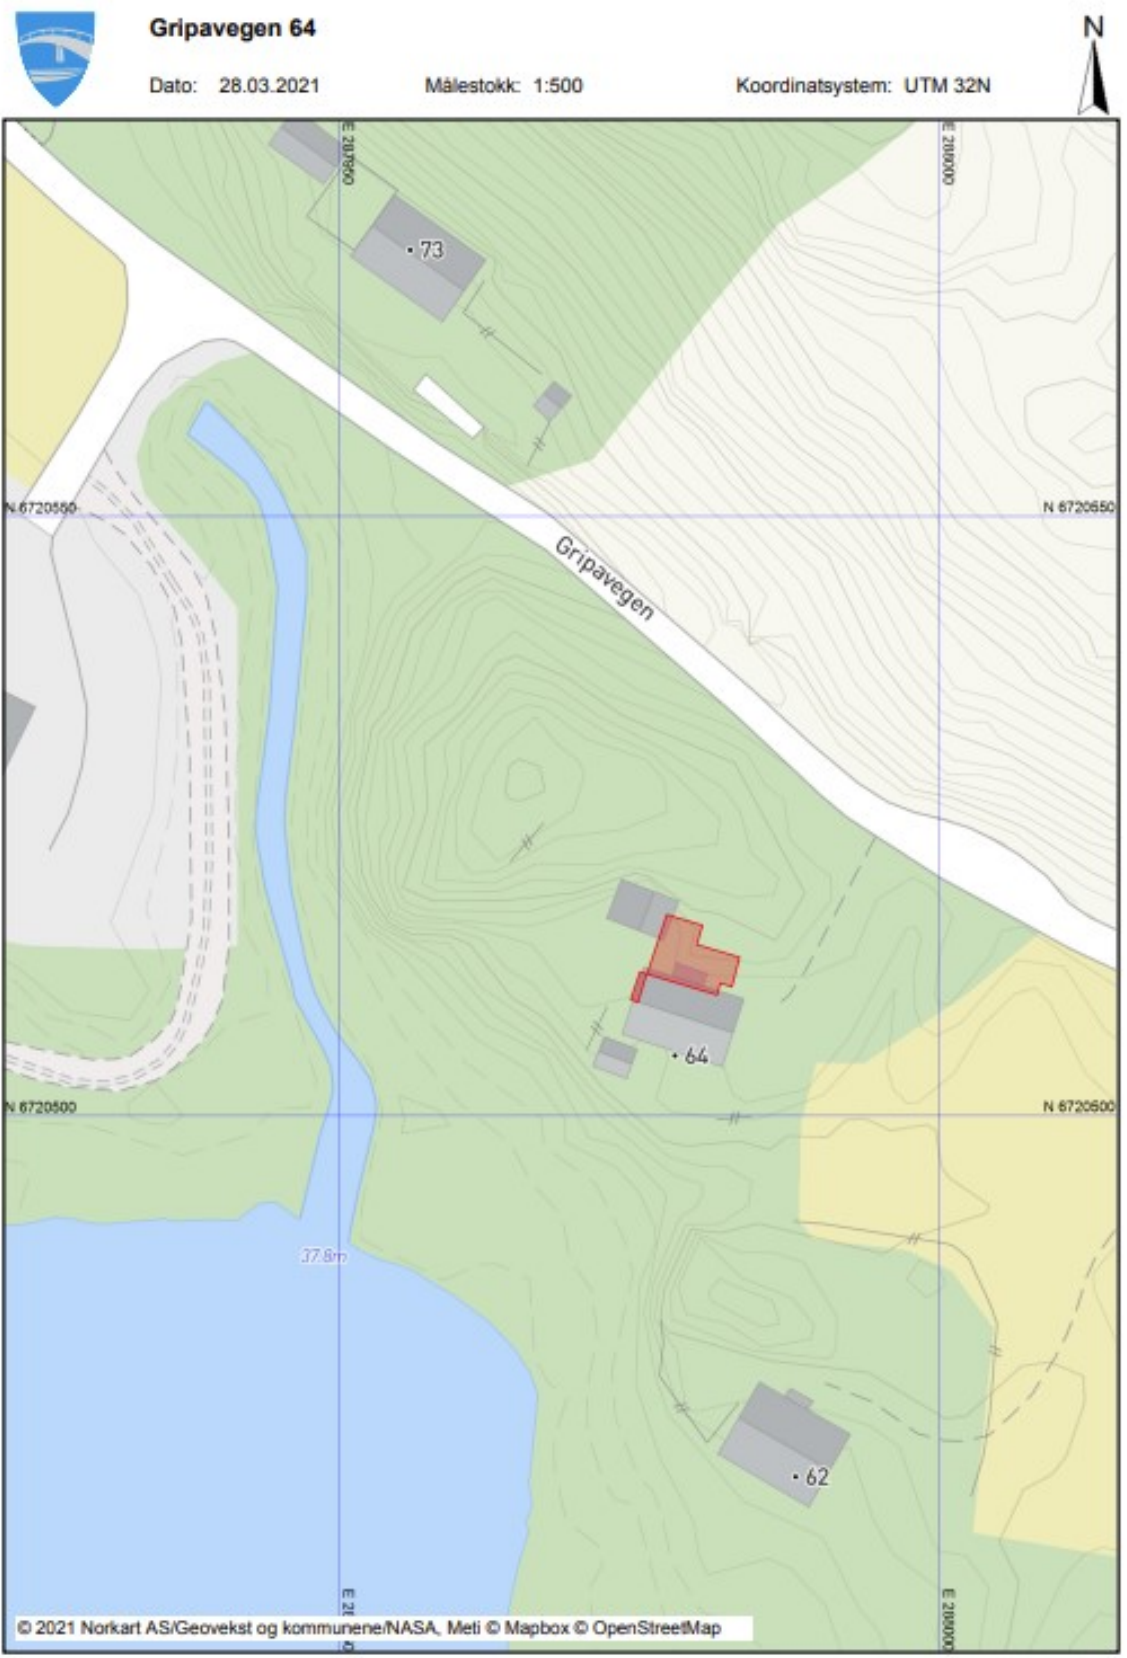 Gripavegen 64
N
Dato: 28.03.2021 Målestokk: 1:500 Koordinatsystem: UTM 32N
E 287950
E 288000
73
N 6720550
N 6720550
Gripavegen
64
N 6720500
N 6720500
37.8m
62
E 288000
© 2021 Norkart AS/Geovekst og kommunene/NASA, Meti © Mapbox © OpenStreetMap